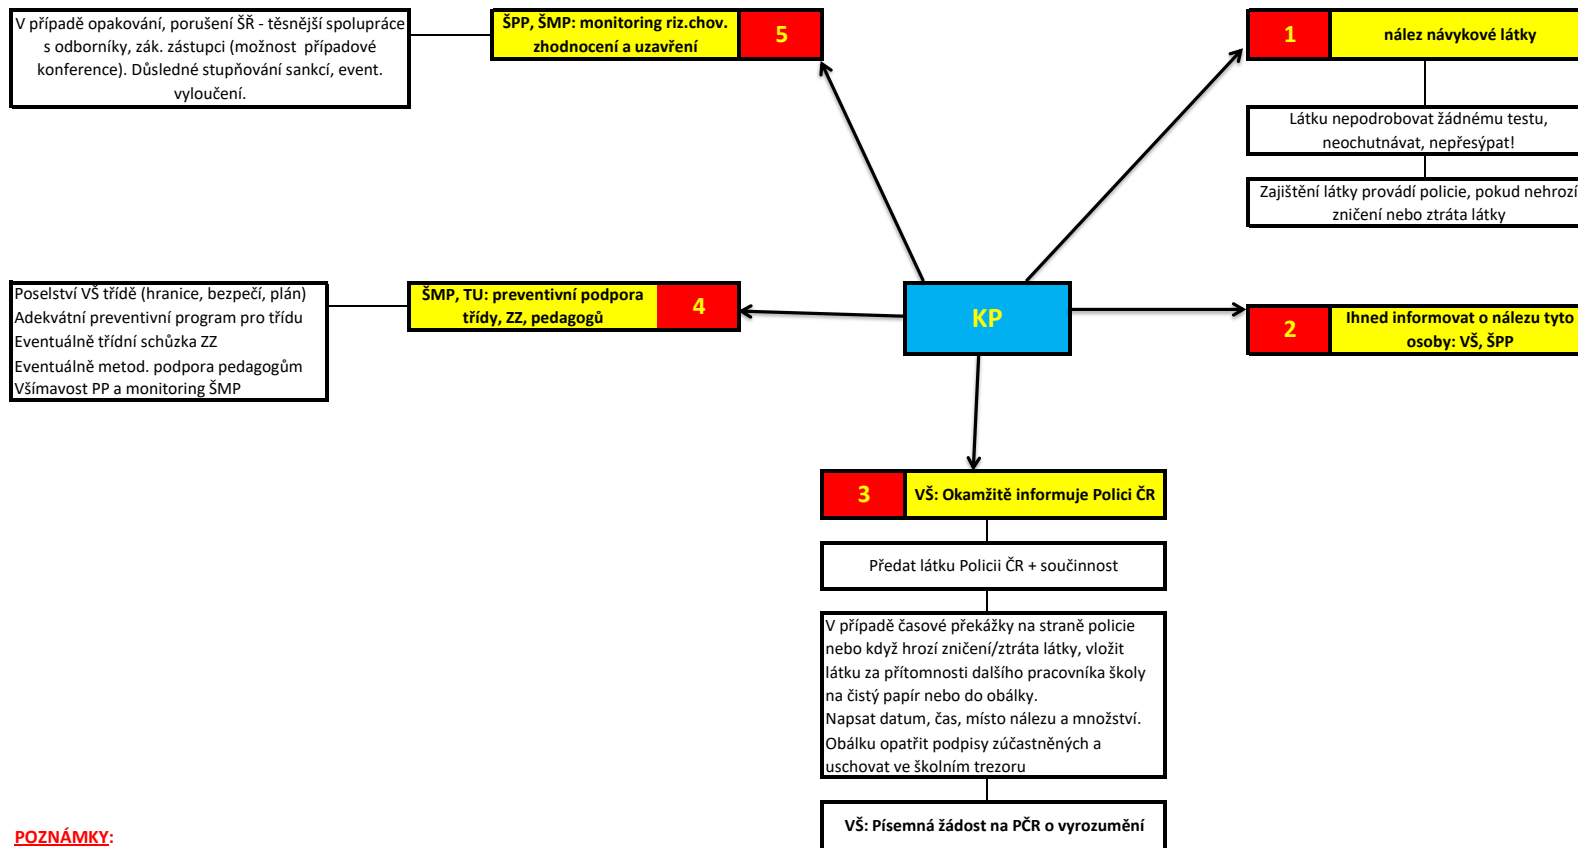 V případě opakování, porušení ŠŘ - těsnější spolupráce
s odborníky, zák. zástupci (možnost případové
konference). Důsledné stupňování sankcí, event.
vyloučení.
ŠPP, ŠMP: monitoring riz.chov.
zhodnocení a uzavření
5
1
nález návykové látky
Látku nepodrobovat žádnému testu,
neochutnávat, nepřesýpat!
Zajištění látky provádí policie, pokud nehrozí
zničení nebo ztráta látky
Poselství VŠ třídě (hranice, bezpečí, plán)
Adekvátní preventivní program pro třídu
Eventuálně třídní schůzka ZZ
Eventuálně metod. podpora pedagogům
Všímavost PP a monitoring ŠMP
ŠMP, TU: preventivní podpora
třídy, ZZ, pedagogů
4
KP
2
Ihned informovat o nálezu tyto
osoby: VŠ, ŠPP
3
VŠ: Okamžitě informuje Polici ČR
Předat látku Policii ČR + součinnost
V případě časové překážky na straně policie
nebo když hrozí zničení/ztráta látky, vložit
látku za přítomnosti dalšího pracovníka školy
na čistý papír nebo do obálky.
Napsat datum, čas, místo nálezu a množství.
Obálku opatřit podpisy zúčastněných a
uschovat ve školním trezoru
VŠ: Písemná žádost na PČR o vyrozumění
POZNÁMKY: